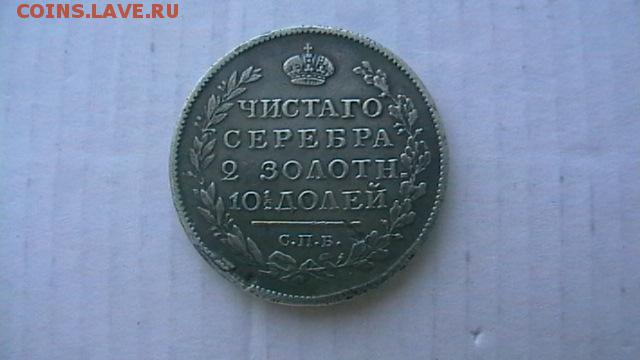 COINS.LAVE.RU
ЧИСТАГО
СЕРЕБРА
2 ЗОЛОТН.
10½ ДОЛЕЙ
С.П.Б.